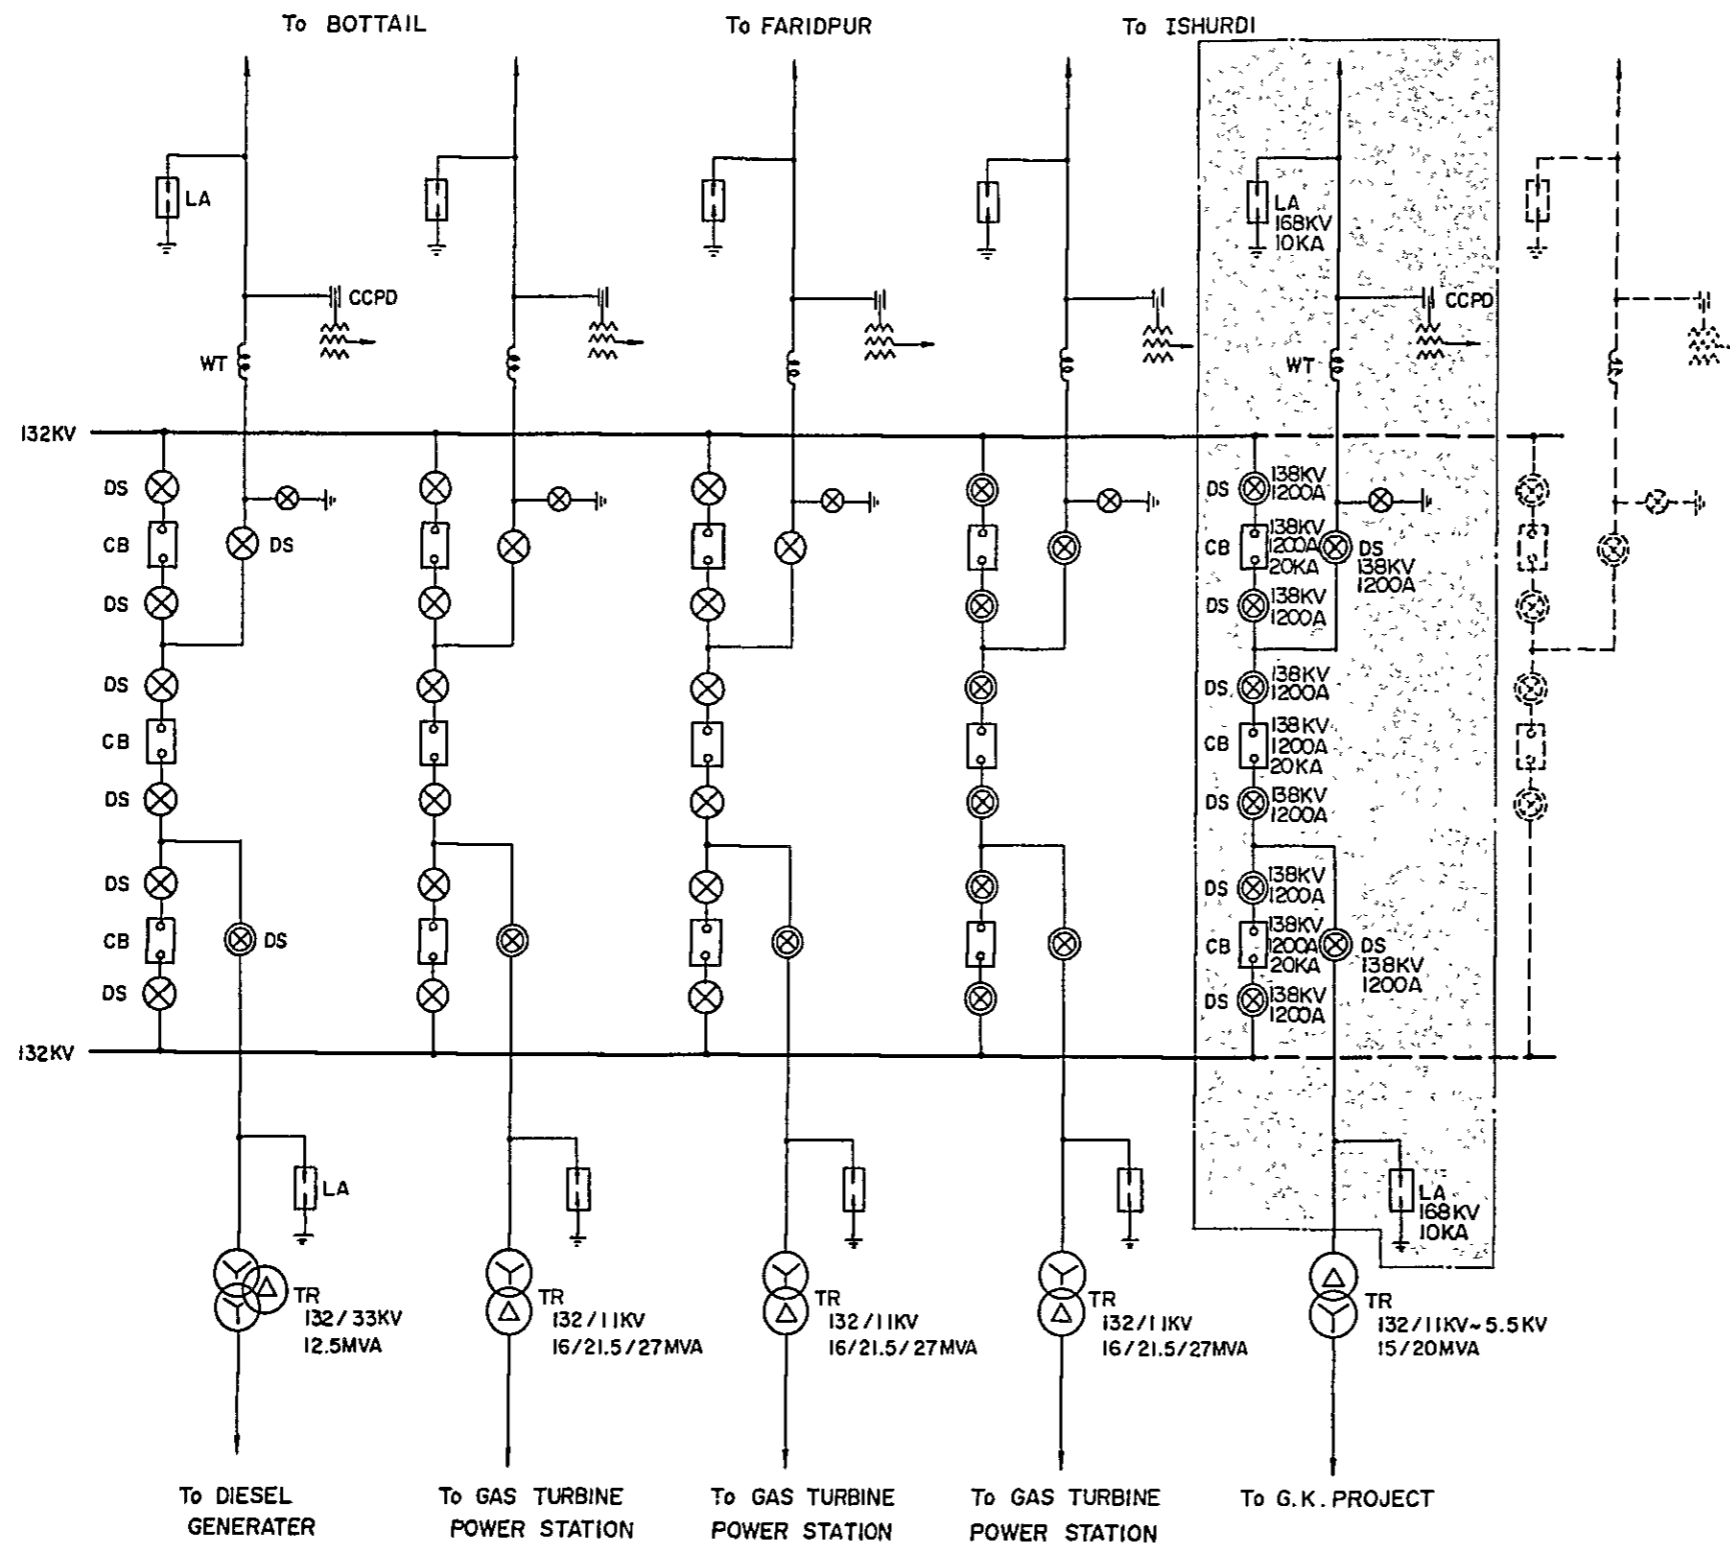 To BOTTAIL
To FARIDPUR
To ISHURDI
LA
LA
168KV
10KA
CCPD
CCPD
WT
WT
132KV
DS
138KV
1200A
DS
CB
DS
138KV
1200A
20KA
CB
DS
138KV
1200A
DS
138KV
1200A
DS
DS
138KV
1200A
DS
CB
138KV
1200A
20KA
CB
DS
138KV
1200A
DS
DS
138KV
1200A
DS
CB
DS
138KV
1200A
20KA
CB
DS
138KV
1200A
DS
138KV
1200A
DS
132KV
LA
LA
168KV
10KA
TR
132/33KV
12.5MVA
TR
132/11KV
16/21.5/27MVA
TR
132/11KV
16/21.5/27MVA
TR
132/11KV
16/21.5/27MVA
TR
132/11KV~5.5KV
15/20MVA
To DIESEL
GENERATER
To GAS TURBINE
POWER STATION
To GAS TURBINE
POWER STATION
To GAS TURBINE
POWER STATION
To G.K. PROJECT